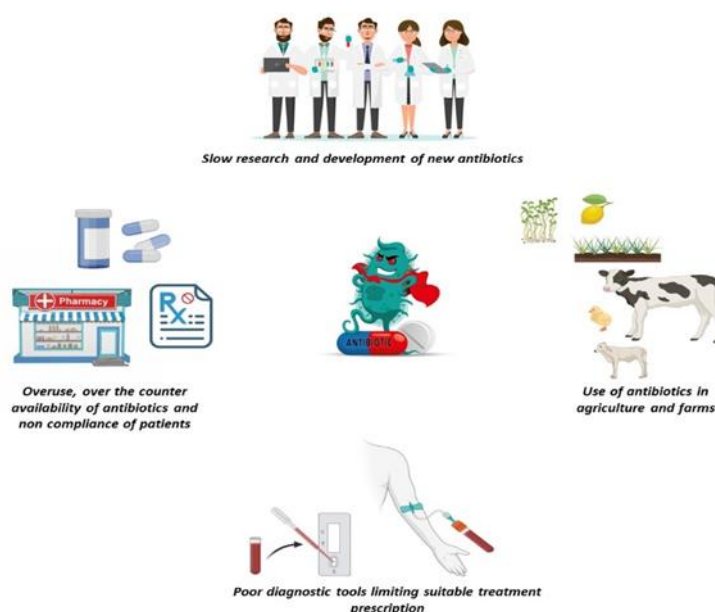 Slow research and development of new antibiotics
Pharmacy
Rx
Overuse, over the counter
availability of antibiotics and
non compliance of patients
ANTIBIOTIC
Use of antibiotics in
agriculture and farms
Poor diagnostic tools limiting suitable treatment
prescription